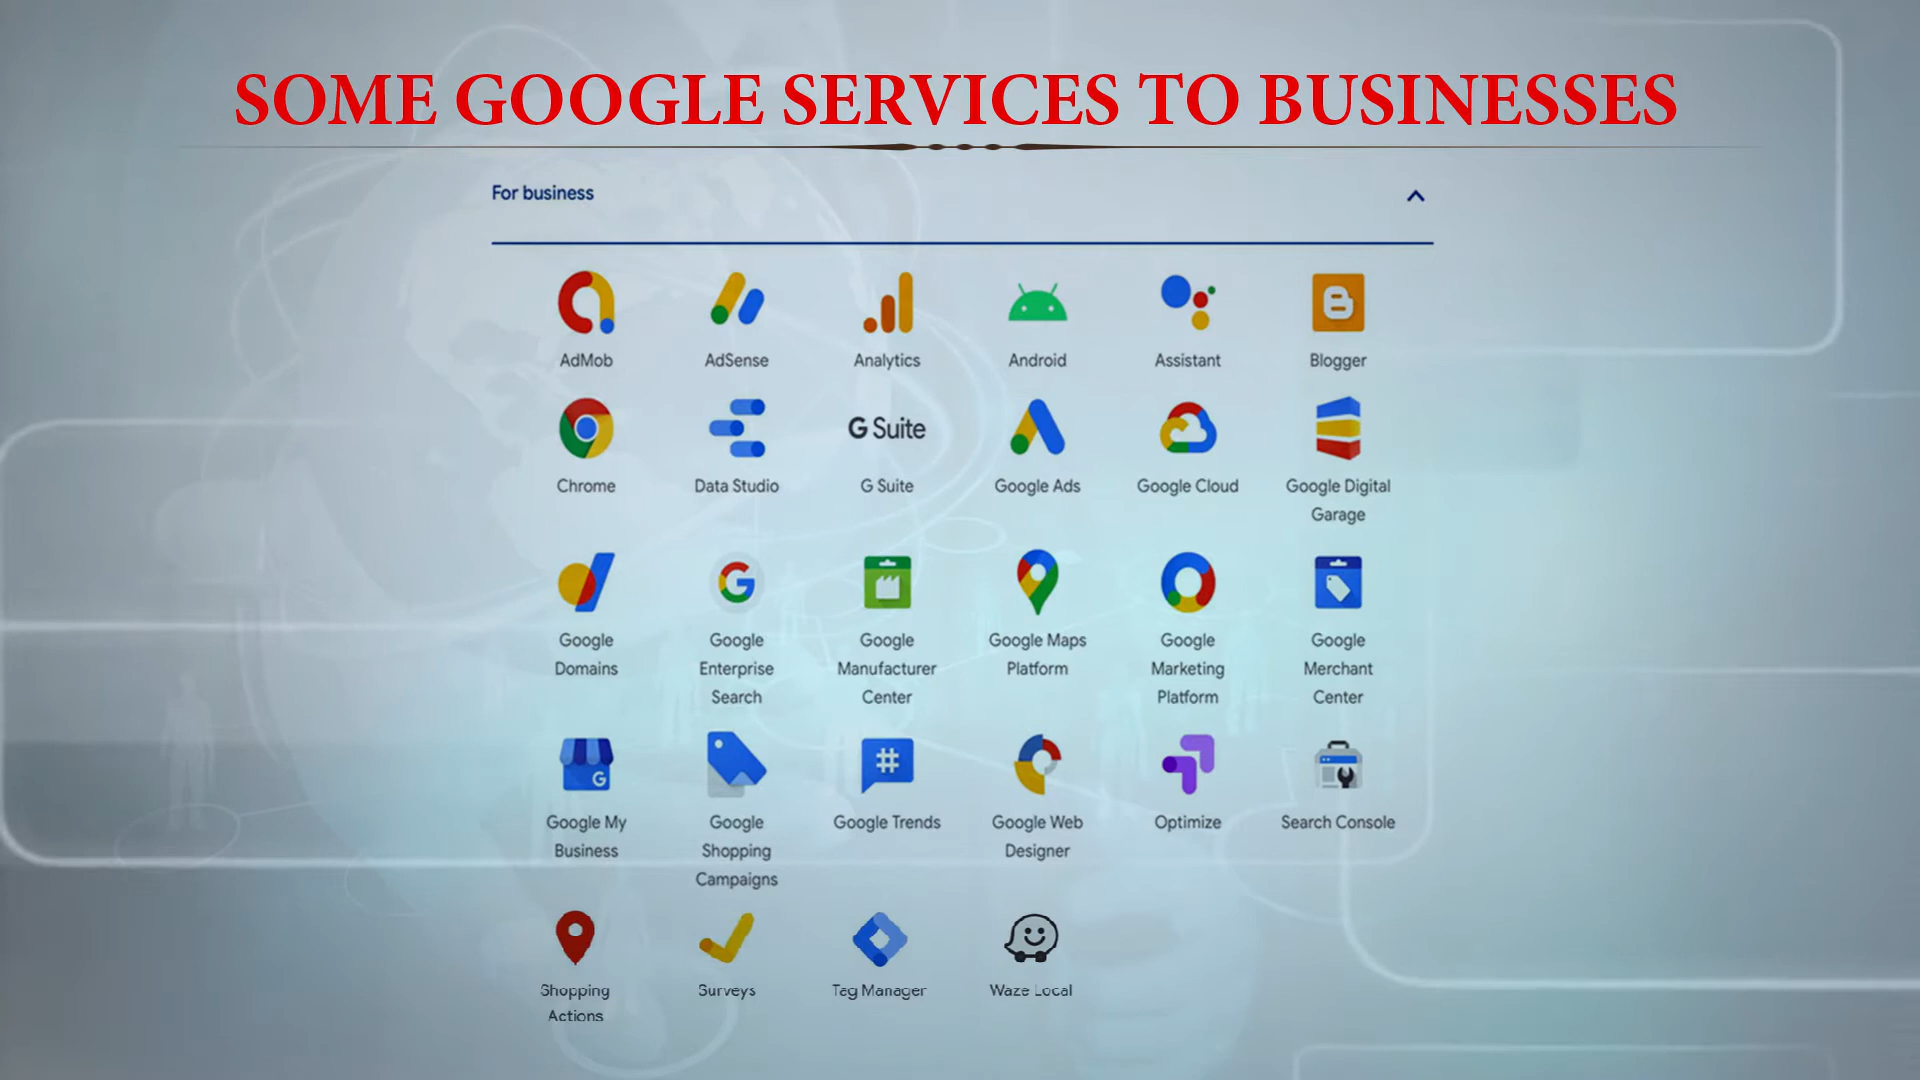 SOME GOOGLE SERVICES TO BUSINESSES
For business
AdMob
AdSense
Analytics
Android
Assistant
Blogger
G Suite
Chrome
Data Studio
G Suite
Google Ads
Google Cloud
Google Digital
Garage
Google
Domains
Google
Enterprise
Search
Google
Manufacturer
Center
Google Maps
Platform
Google
Marketing
Platform
Google
Merchant
Center
Google My
Business
Google
Shopping
Campaigns
Google Trends
Google Web
Designer
Optimize
Search Console
Shopping
Actions
Surveys
Tag Manager
Waze Local